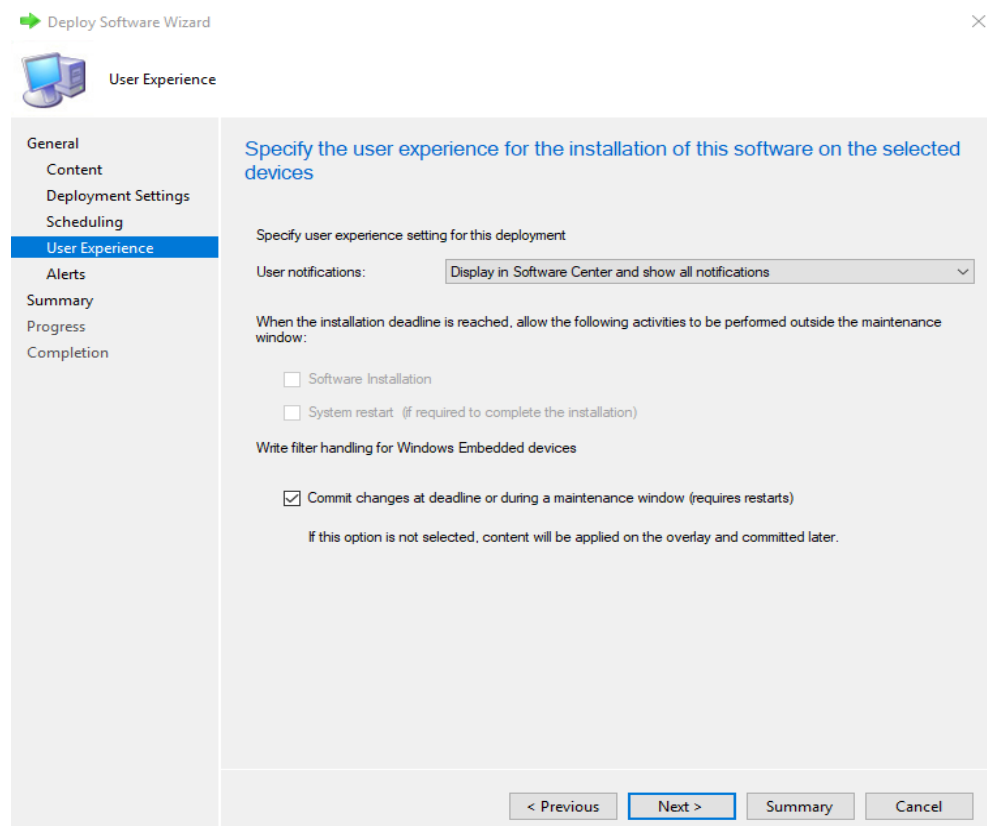 Deploy Software Wizard
User Experience
General
Content
Deployment Settings
Scheduling
User Experience
Alerts
Summary
Progress
Completion
Specify the user experience for the installation of this software on the selected
devices
Specify user experience setting for this deployment
User notifications: Display in Software Center and show all notifications
When the installation deadline is reached, allow the following activities to be performed outside the maintenance
window:
Software Installation
System restart (if required to complete the installation)
Write filter handling for Windows Embedded devices
Commit changes at deadline or during a maintenance window (requires restarts)
If this option is not selected, content will be applied on the overlay and committed later.
< Previous Next > Summary Cancel